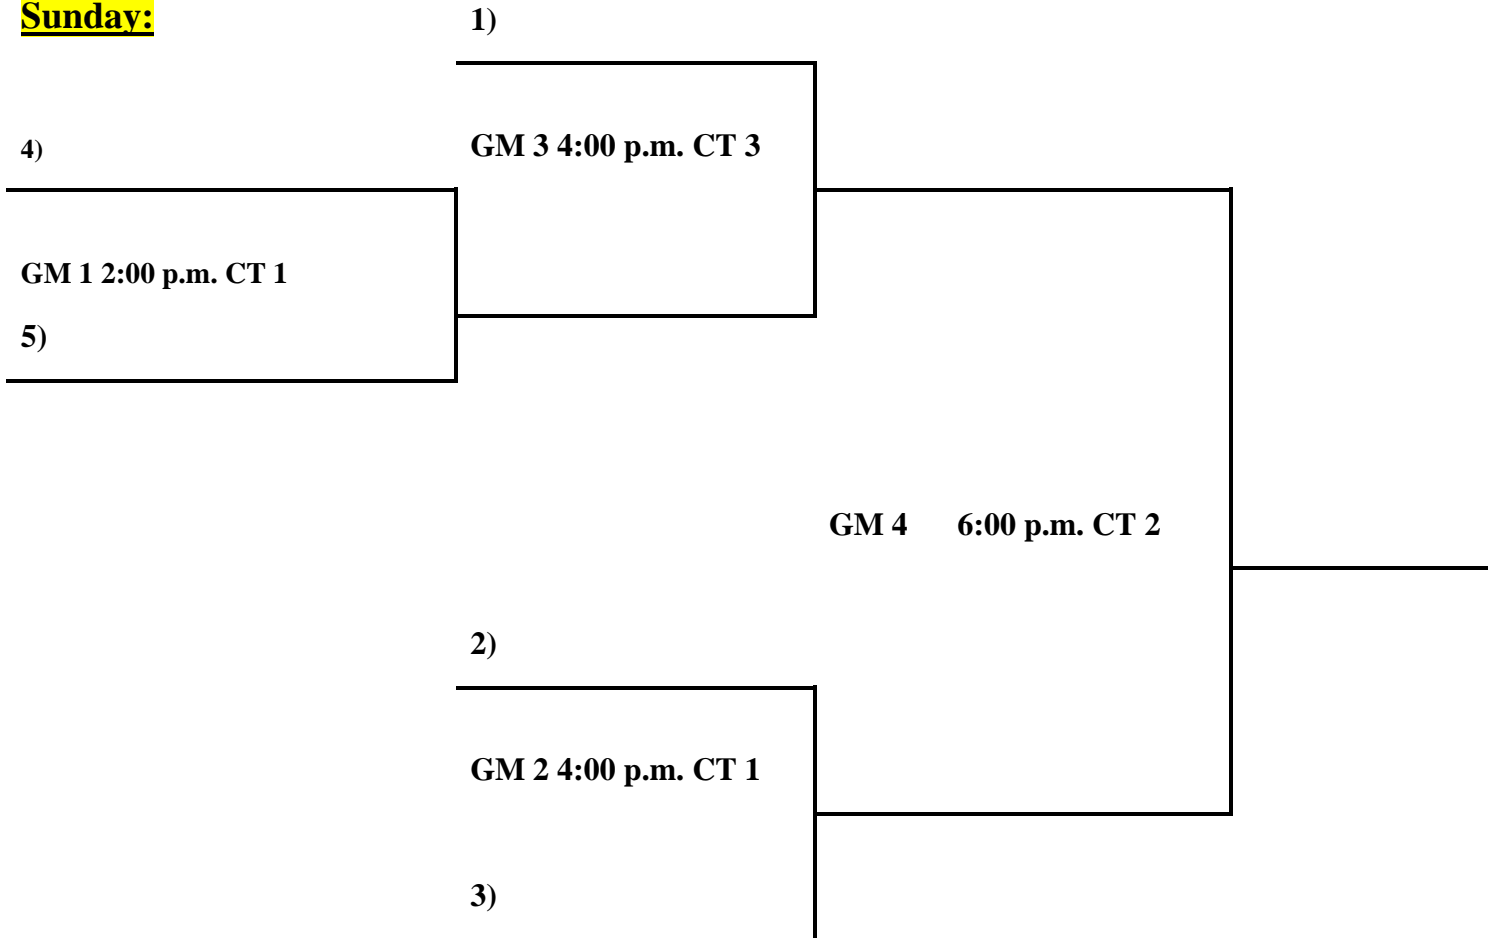 Sunday:
1)
4)
GM 3 4:00 p.m. CT 3
GM 1 2:00 p.m. CT 1
5)
GM 4 6:00 p.m. CT 2
2)
GM 2 4:00 p.m. CT 1
3)